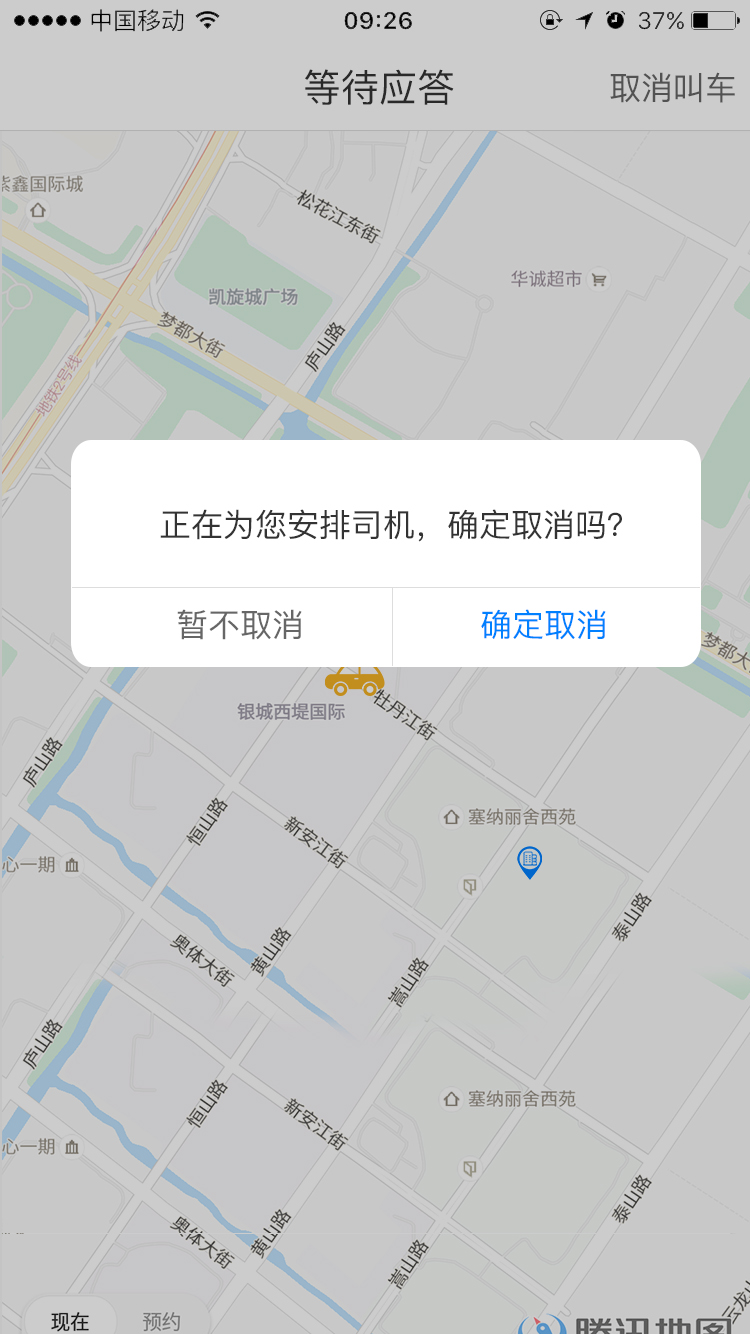 中国移动 09:26 37%
等待应答 取消叫车
紫鑫国际城
松花江东街
华诚超市
凯旋城广场
梦都大街
庐山路
地铁2号线
正在为您安排司机，确定取消吗？
暂不取消 确定取消
梦都大
银城西堤国际
牡丹江街
庐山路
恒山路
塞纳丽舍西苑
新安江街
心一期
泰山路
奥体大街
黄山路
嵩山路
庐山路
恒山路
塞纳丽舍西苑
新安江街
心一期
泰山路
奥体大街
黄山路
嵩山路
云龙山
现在 预约
腾讯地图